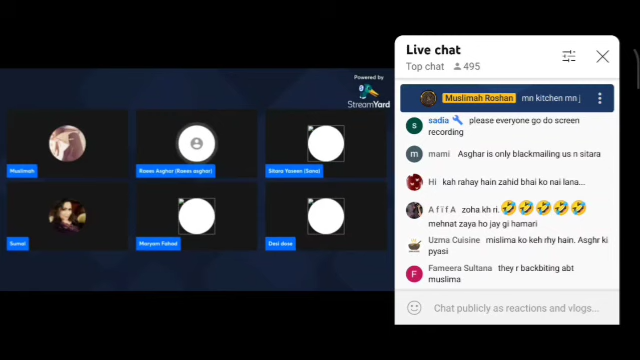 Powered by
StreamYard
Muslimah
Raees Asghar (Raees asghar)
Sitara Yaseen (Sana)
Sumai
Maryam Fahad
Desi dose
Live chat
Top chat 495
Muslimah Roshan mn kitchen mn j
s sadia please everyone go do screen
recording
m mami Asghar is only blackmailing us n sitara
Hi kah rahay hain zahid bhai ko nai lana...
A f ï f A zoha kh ri. 🤣🤣🤣🤣🤣
mehnat zaya ho jay gi hamari
Uzma Cuisine mislima ko keh rhy hain. Asghr ki
pyasi
F Fameera Sultana they r backbiting abt
muslima
Chat publicly as reactions and vlogs...